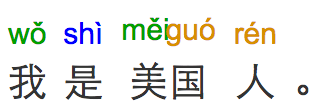 wǒ shì měiguó rén
我 是 美国 人 。